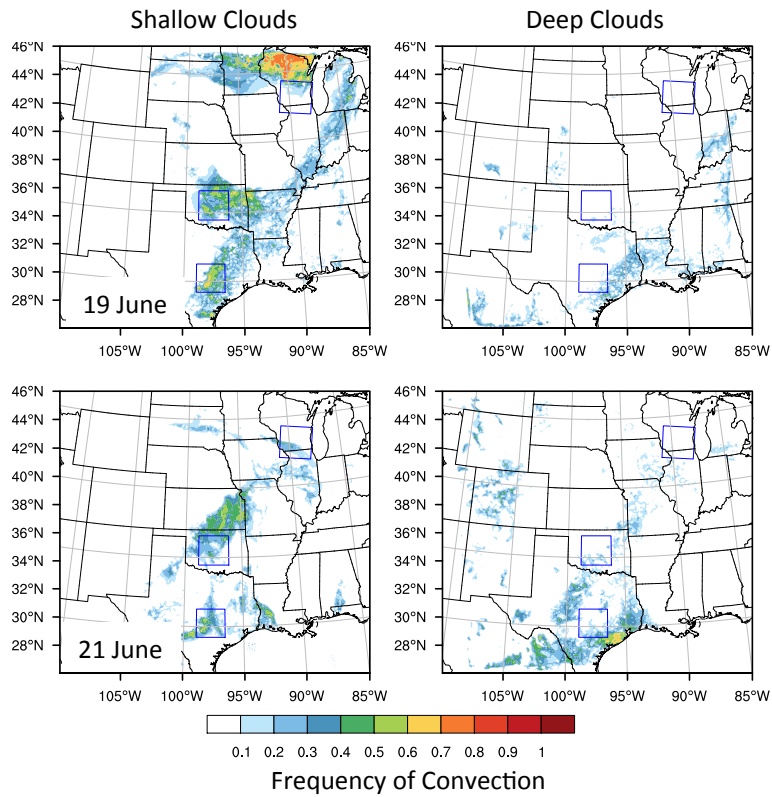 Shallow Clouds Deep Clouds
46°N 46°N
44°N 44°N
42°N 42°N
40°N 40°N
38°N 38°N
36°N 36°N
34°N 34°N
32°N 32°N
30°N 30°N
28°N 28°N
19 June
105°W 100°W 95°W 90°W 85°W 105°W 100°W 95°W 90°W 85°W
46°N 46°N
44°N 44°N
42°N 42°N
40°N 40°N
38°N 38°N
36°N 36°N
34°N 34°N
32°N 32°N
30°N 30°N
28°N 28°N
21 June
105°W 100°W 95°W 90°W 85°W 105°W 100°W 95°W 90°W 85°W
0.1 0.2 0.3 0.4 0.5 0.6 0.7 0.8 0.9 1
Frequency of Convection